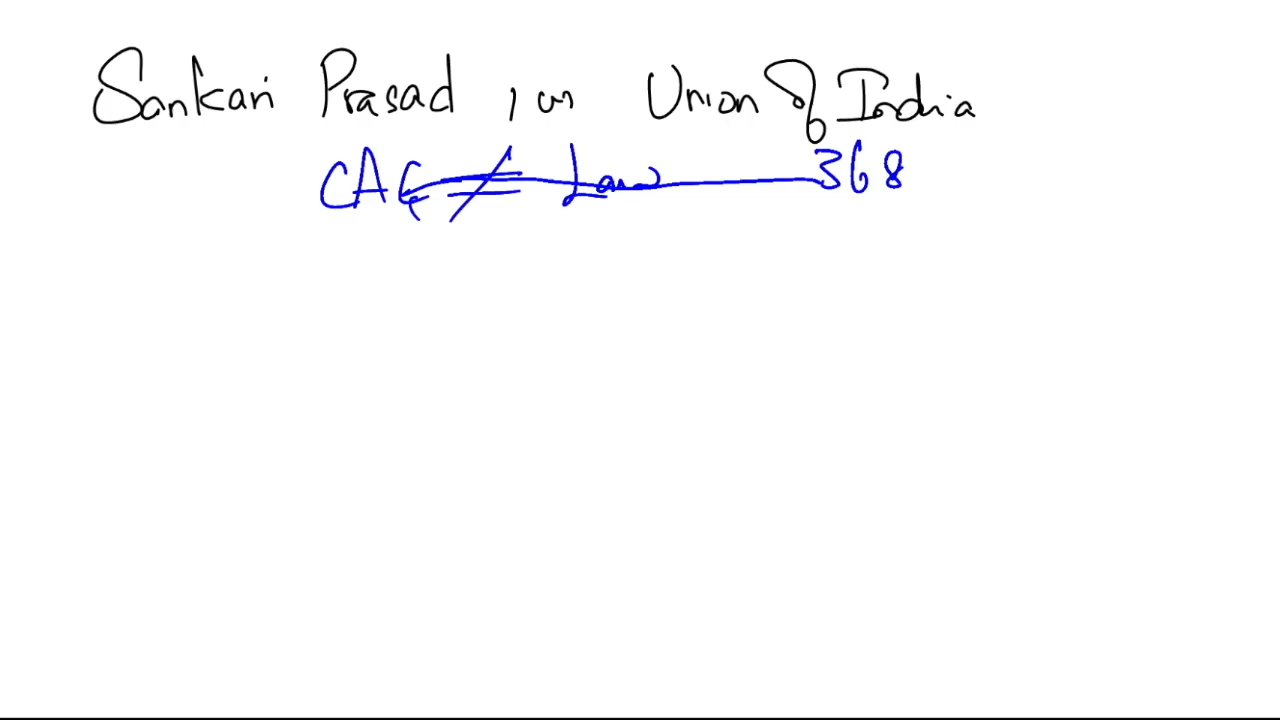 Sankari Prasad, vs Union of India
CA ≠ Law 368